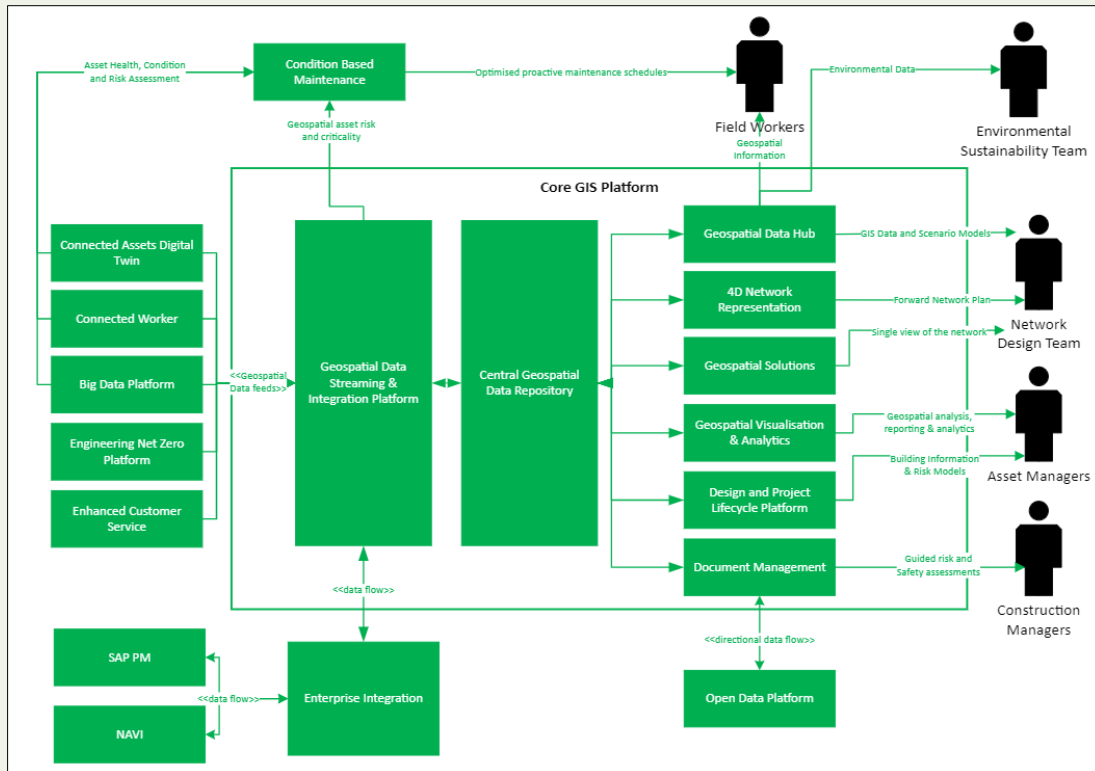 Asset Health, Condition
and Risk Assessment
Condition Based
Maintenance
Optimised proactive maintenance schedules
Environmental Data
Field Workers
Environmental
Sustainability Team
Geospatial asset risk
and criticality
Geospatial
Information
Core GIS Platform
Connected Assets Digital
Twin
Connected Worker
Big Data Platform
Engineering Net Zero
Platform
Enhanced Customer
Service
<<Geospatial
Data feeds>>
Geospatial Data
Streaming &
Integration Platform
Central Geospatial
Data Repository
Geospatial Data Hub
GIS Data and Scenario Models
4D Network
Representation
Forward Network Plan
Network
Design Team
Geospatial Solutions
Single view of the network
Geospatial Visualisation
& Analytics
Geospatial analysis,
reporting & analytics
Building Information
& Risk Models
Asset Managers
Design and Project
Lifecycle Platform
Document Management
Guided risk and
Safety assessments
Construction
Managers
<<data flow>>
<<directional data flow>>
SAP PM
NAVI
<<data flow>>
Enterprise Integration
Open Data Platform